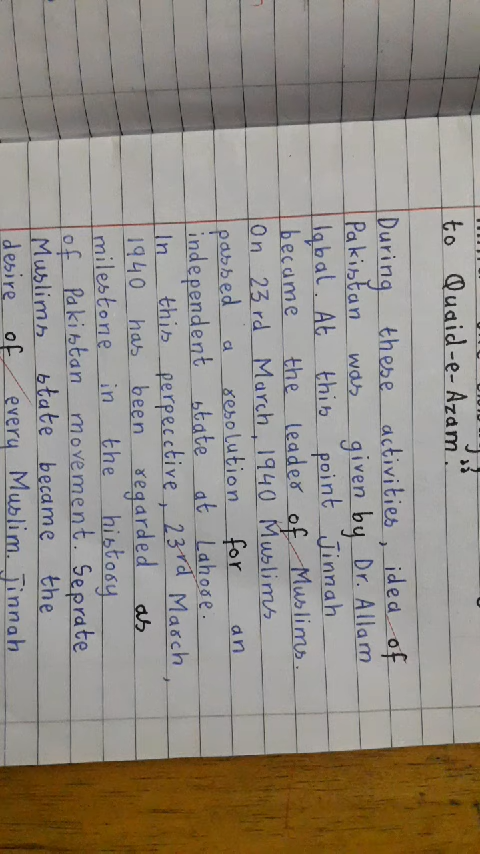 to Quaid-e-Azam."
During these activities, idea of
Pakistan was given by Dr. Allam
Iqbal. At this point Jinnah
became the leader of Muslims.
On 23rd March, 1940 Muslims
passed a resolution for an
independent state at Lahore.
In this perpecctive, 23rd March,
1940 has been regarded as
milestone in the history
of Pakistan movement. Seprate
Muslims state became the
desire of every Muslim. Jinnah